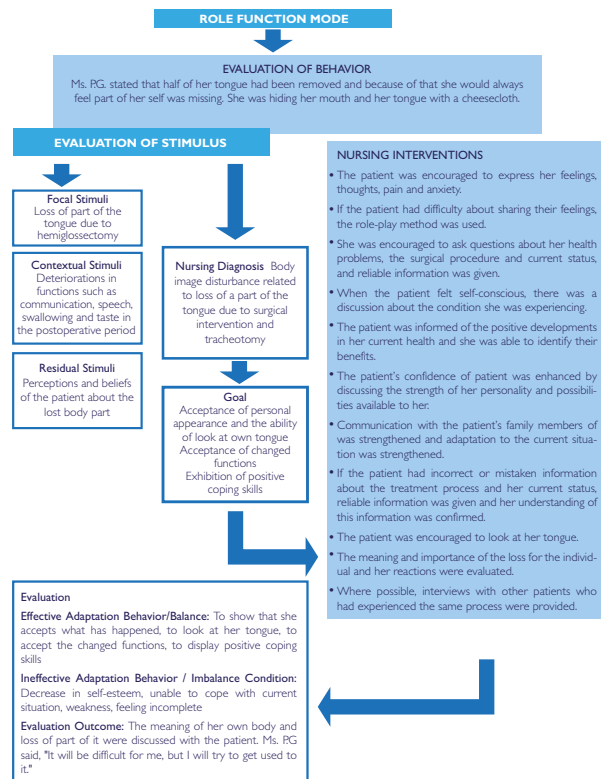 ROLE FUNCTION MODE
EVALUATION OF BEHAVIOR
Ms. P.G. stated that half of her tongue had been removed and because of that she would always
feel part of her self was missing. She was hiding her mouth and her tongue with a cheesecloth.
EVALUATION OF STIMULUS
Focal Stimuli
Loss of part of the
tongue due to
hemiglossectomy
Contextual Stimuli
Deteriorations in
functions such as
communication, speech,
swallowing and taste in
the postoperative period
Residual Stimuli
Perceptions and beliefs
of the patient about the
lost body part
Nursing Diagnosis Body
image disturbance related
to loss of a part of the
tongue due to surgical
intervention and
tracheotomy
Goal
Acceptance of personal
appearance and the ability
of look at own tongue
Acceptance of changed
functions
Exhibition of positive
coping skills
NURSING INTERVENTIONS
• The patient was encouraged to express her feelings,
thoughts, pain and anxiety.
• If the patient had difficulty about sharing their feelings,
the role-play method was used.
• She was encouraged to ask questions about her health
problems, the surgical procedure and current status,
and reliable information was given.
• When the patient felt self-conscious, there was a
discussion about the condition she was experiencing.
• The patient was informed of the positive developments
in her current health and she was able to identify their
benefits.
• The patient's confidence of patient was enhanced by
discussing the strength of her personality and possibili-
ties available to her.
• Communication with the patient's family members of
was strengthened and adaptation to the current situa-
tion was strengthened.
• If the patient had incorrect or mistaken information
about the treatment process and her current status,
reliable information was given and her understanding of
this information was confirmed.
• The patient was encouraged to look at her tongue.
• The meaning and importance of the loss for the individ-
ual and her reactions were evaluated.
• Where possible, interviews with other patients who
had experienced the same process were provided.
Evaluation
Effective Adaptation Behavior/Balance: To show that she
accepts what has happened, to look at her tongue, to
accept the changed functions, to display positive coping
skills
Ineffective Adaptation Behavior / Imbalance Condition:
Decrease in self-esteem, unable to cope with current
situation, weakness, feeling incomplete
Evaluation Outcome: The meaning of her own body and
loss of part of it were discussed with the patient. Ms. P.G
said, "It will be difficult for me, but I will try to get used to
it."